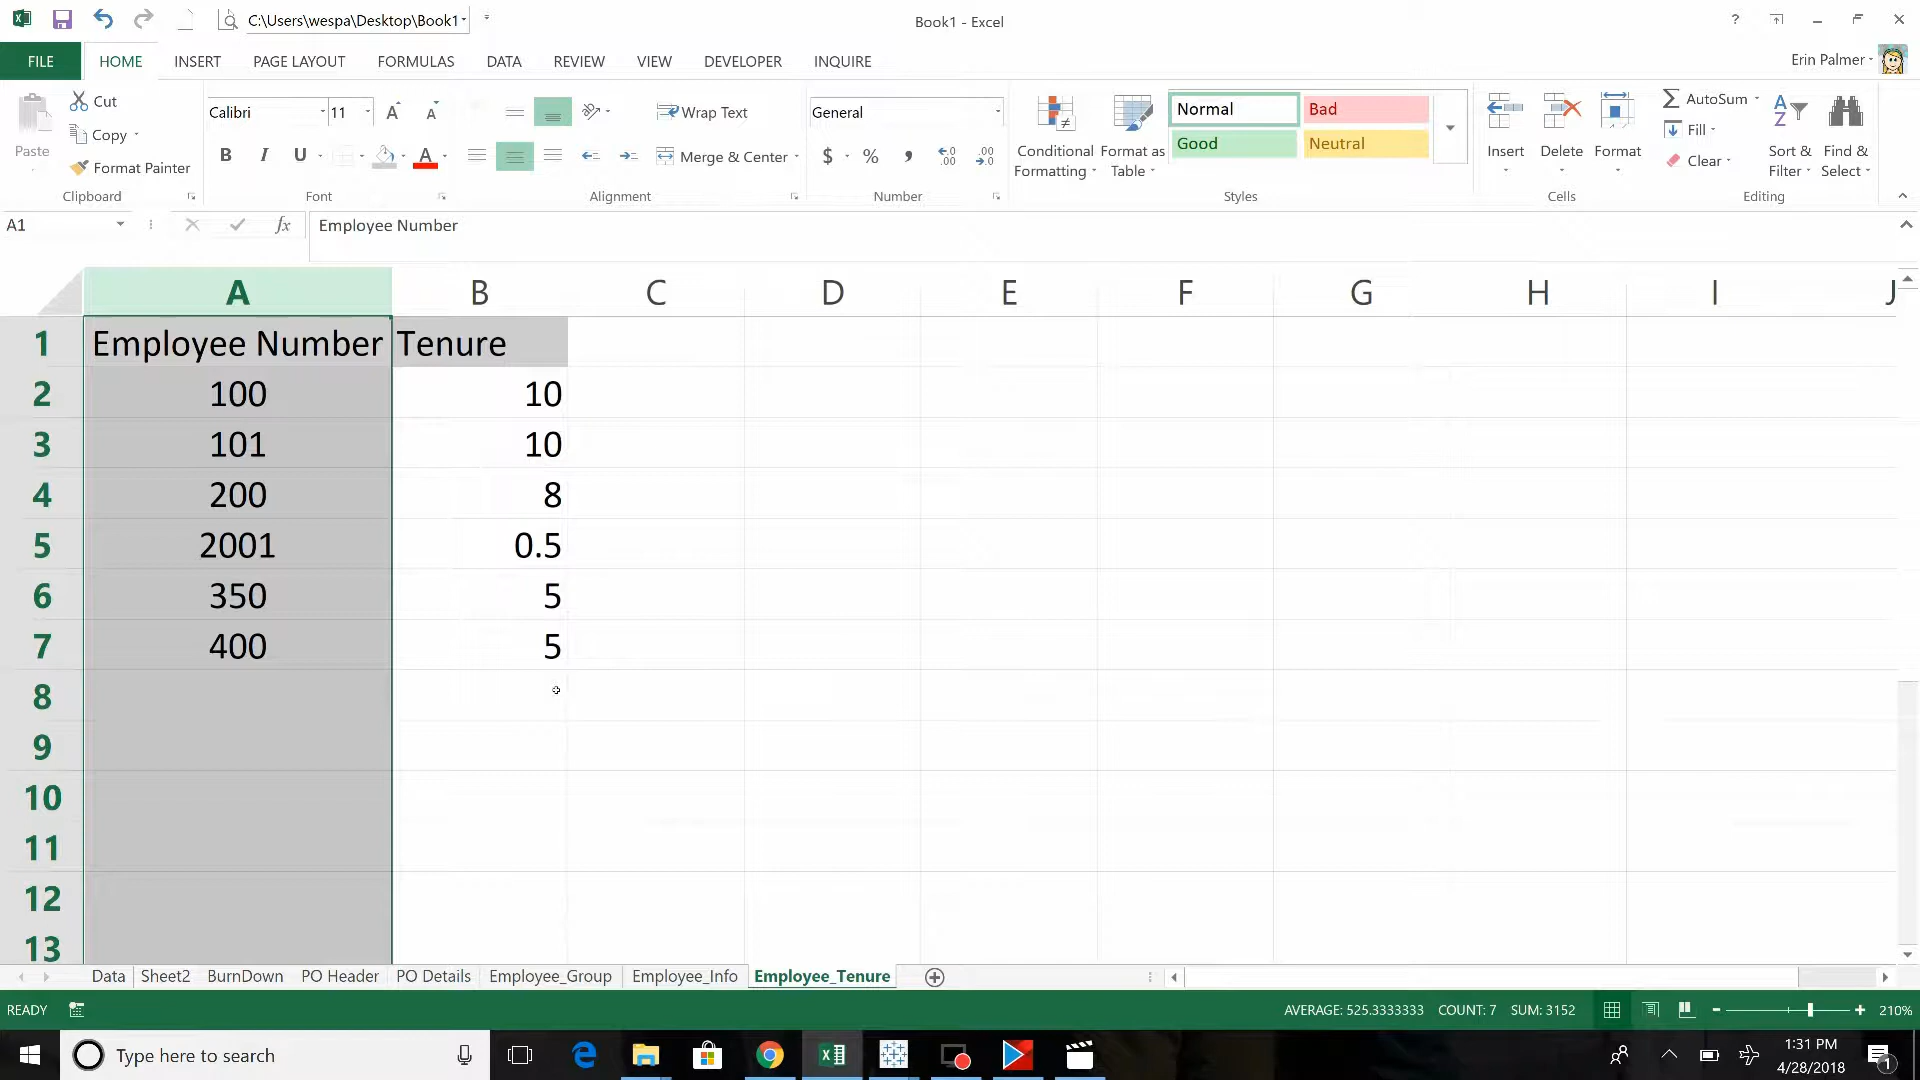 C:\Users\wespa\Desktop\Book1
Book1 - Excel
?
FILE HOME INSERT PAGE LAYOUT FORMULAS DATA REVIEW VIEW DEVELOPER INQUIRE
Erin Palmer
Paste
Cut
Copy
Format Painter
Clipboard
Calibri 11 A A
B I U A
Font
Wrap Text
Merge & Center
Alignment
General
$ % , .0 .00 .00 .0
Number
Conditional Formatting
Format as Table
Normal Bad
Good Neutral
Styles
Insert Delete Format
Cells
AutoSum
Fill
Clear
Sort & Filter
Find & Select
Editing
A1 fx Employee Number
A B C D E F G H I J
1 Employee Number Tenure
2 100 10
3 101 10
4 200 8
5 2001 0.5
6 350 5
7 400 5
8
9
10
11
12
13
Data Sheet2 BurnDown PO Header PO Details Employee_Group Employee_Info Employee_Tenure
READY AVERAGE: 525.3333333 COUNT: 7 SUM: 3152 210%
Type here to search
1:31 PM
4/28/2018
1